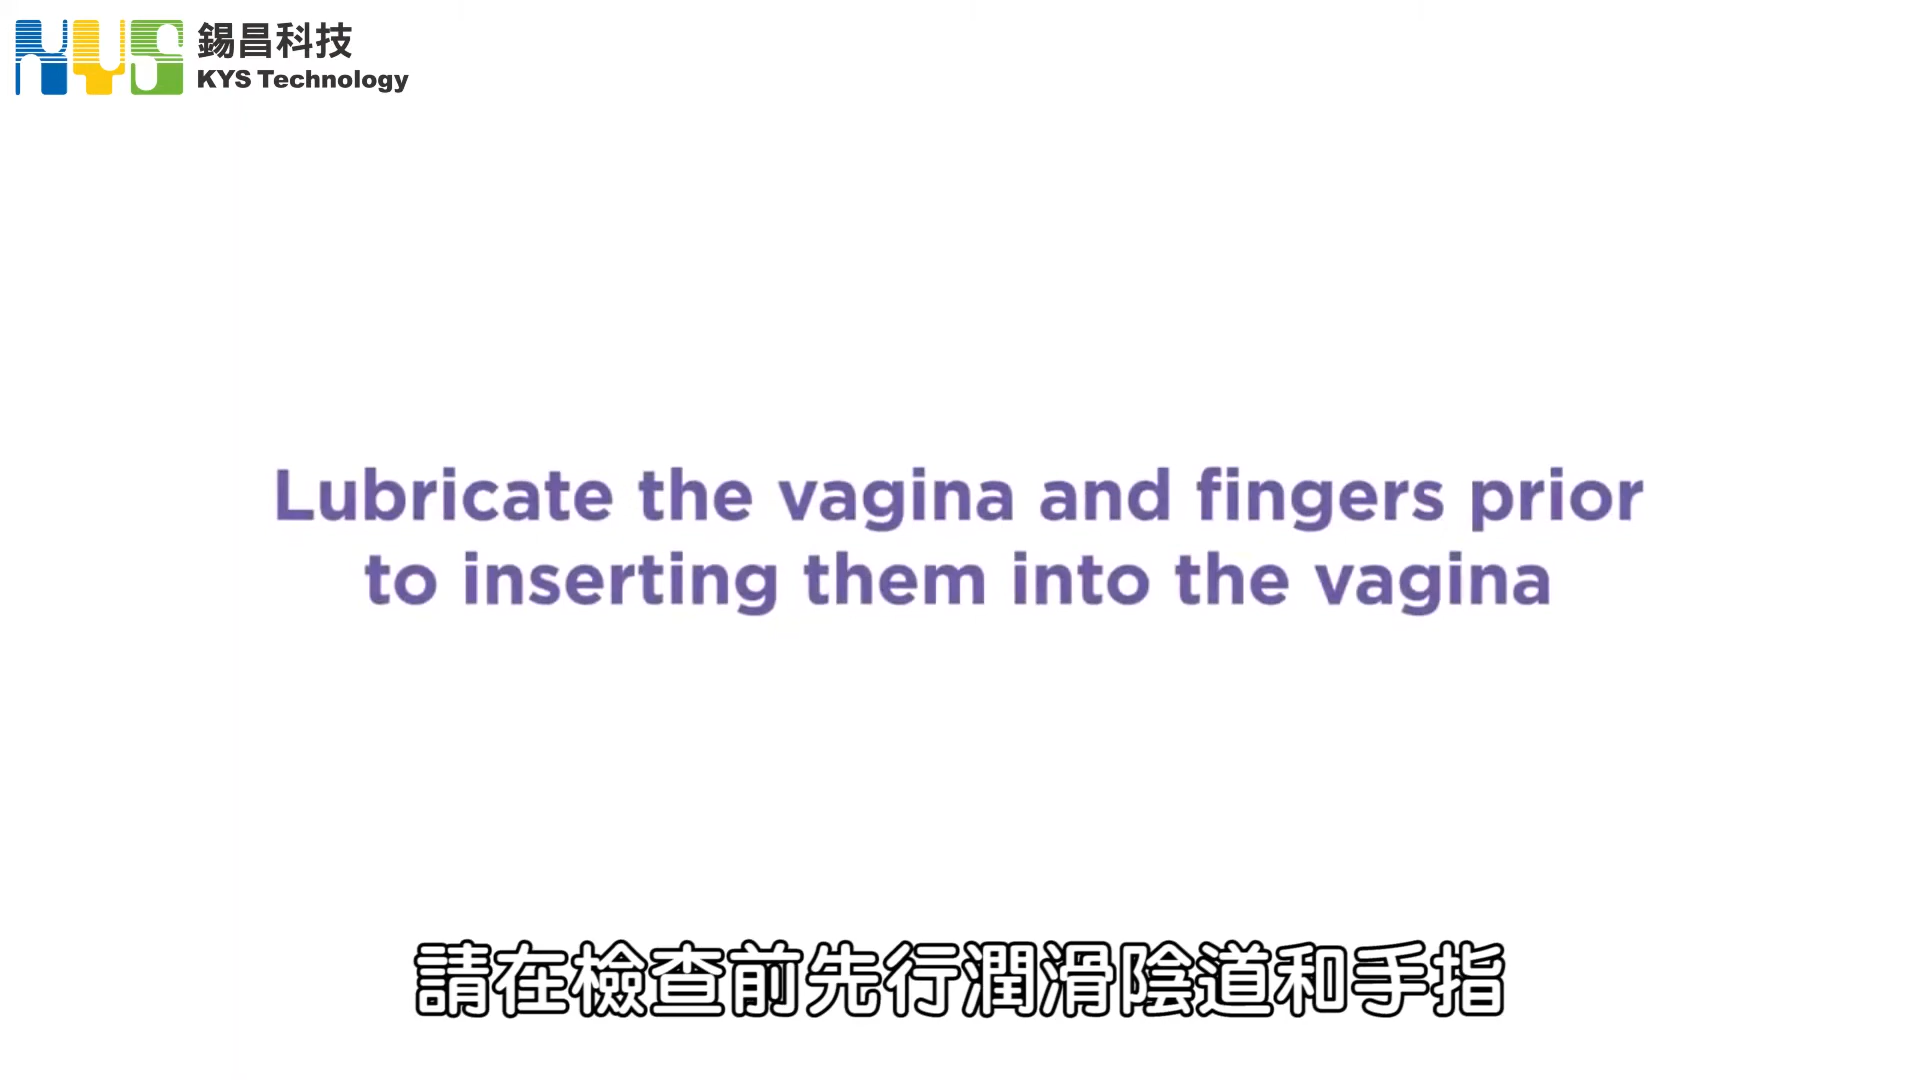 KYS
錫昌科技
KYS Technology
Lubricate the vagina and fingers prior
to inserting them into the vagina
請在檢查前先行潤滑陰道和手指